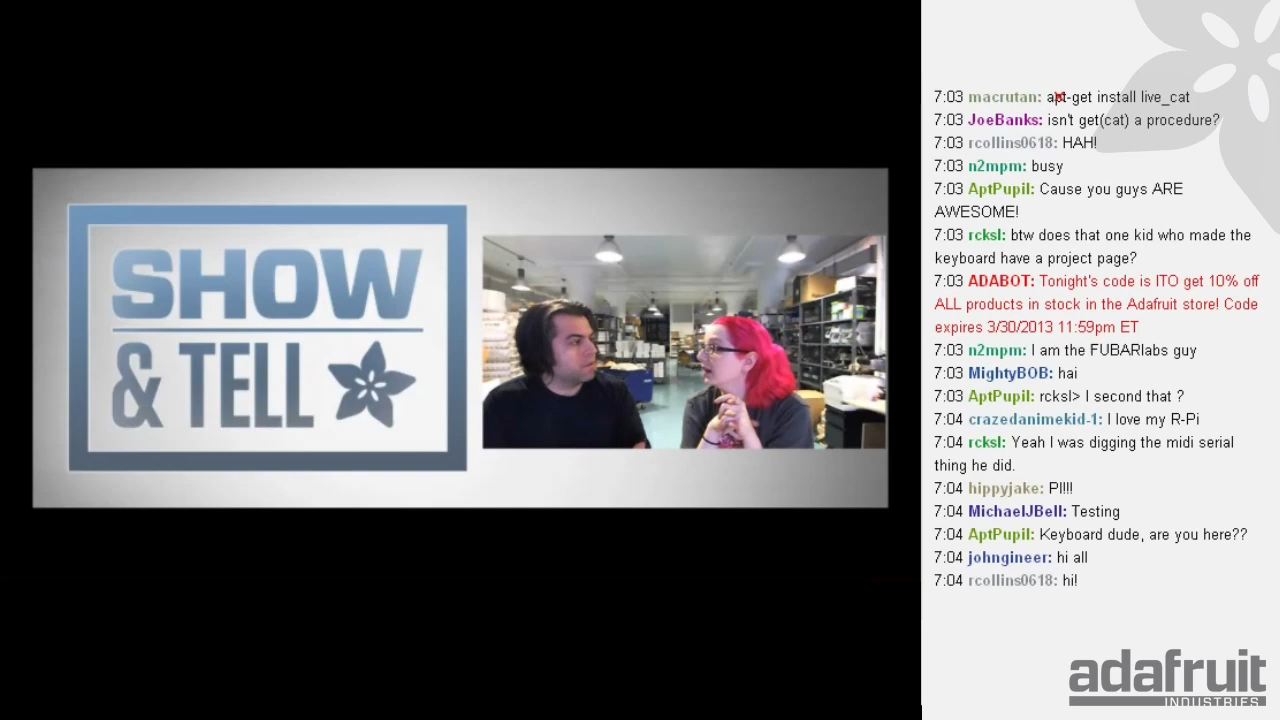 SHOW
& TELL
7:03 macrutan: apt-get install live_cat
7:03 JoeBanks: isn't get(cat) a procedure?
7:03 rcollins0618: HAH!
7:03 n2mpm: busy
7:03 AptPupil: Cause you guys ARE
AWESOME!
7:03 rcksl: btw does that one kid who made the
keyboard have a project page?
7:03 ADABOT: Tonight's code is ITO get 10% off
ALL products in stock in the Adafruit store! Code
expires 3/30/2013 11:59pm ET
7:03 n2mpm: I am the FUBARlabs guy
7:03 MightyBOB: hai
7:03 AptPupil: rcksl> I second that ?
7:04 crazedanimekid-1: I love my R-Pi
7:04 rcksl: Yeah I was digging the midi serial
thing he did.
7:04 hippyjake: PI!!!
7:04 MichaelJBell: Testing
7:04 AptPupil: Keyboard dude, are you here??
7:04 johngineer: hi all
7:04 rcollins0618: hi!
adafruit
INDUSTRIES